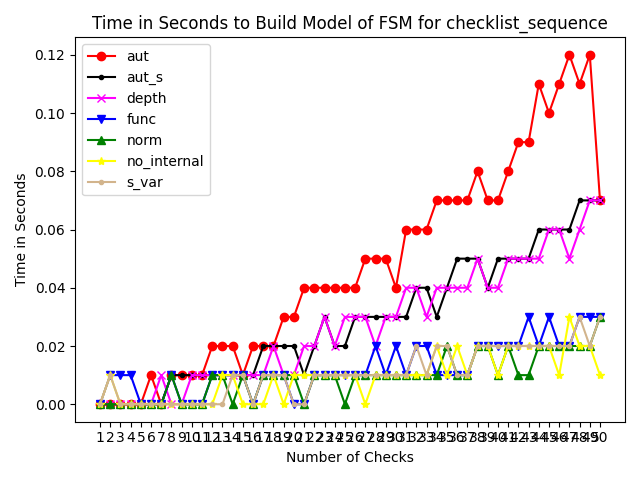 Time in Seconds to Build Model of FSM for checklist_sequence
0.12
0.10
0.08
0.06
0.04
0.02
0.00
Time in Seconds
aut
aut_s
depth
func
norm
no_internal
s_var
1 2 3 4 5 6 7 8 9 10 11 12 13 14 15 16 17 18 19 20 21 22 23 24 25 26 27 28 29 30 31 32 33 34 35 36 37 38 39 40 41 42 43 44 45 46 47 48 49 50
Number of Checks